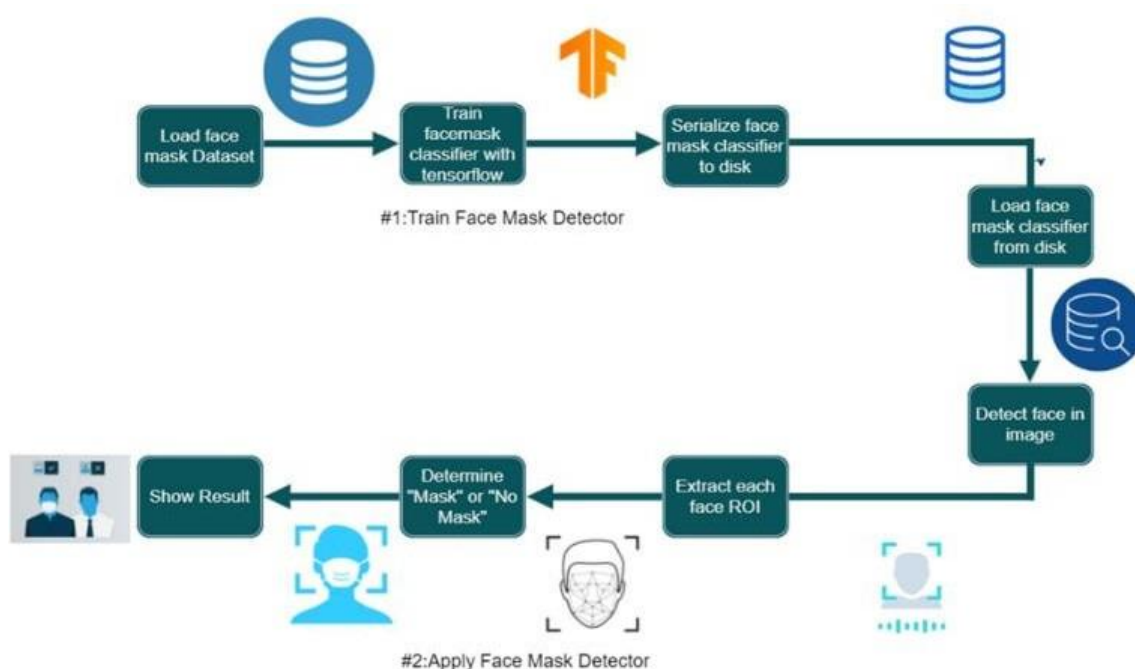 Load face
mask Dataset
Train
facemask
classifier with
tensorflow
Serialize face
mask classifier
to disk
#1:Train Face Mask Detector
Load face
mask classifier
from disk
Detect face in
image
Extract each
face ROI
Determine
"Mask" or "No
Mask"
Show Result
#2:Apply Face Mask Detector